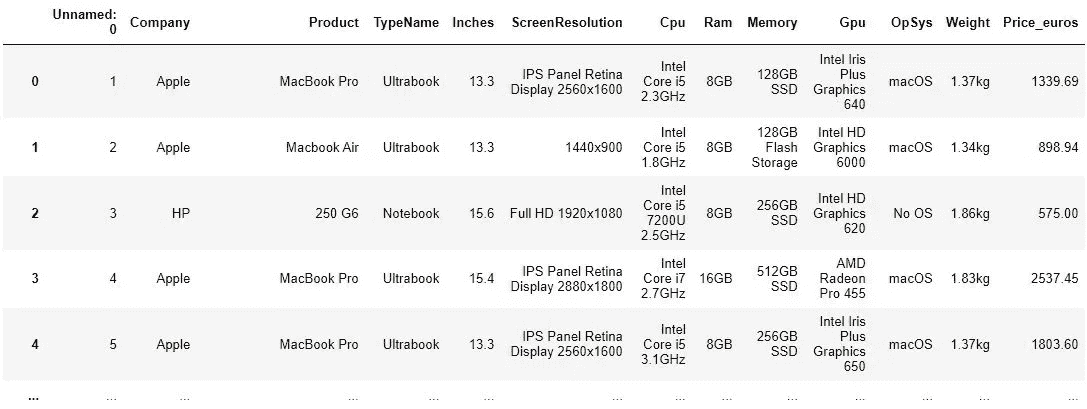 Unnamed: 0 Company Product TypeName Inches ScreenResolution Cpu Ram Memory Gpu OpSys Weight Price_euros
0 1 Apple MacBook Pro Ultrabook 13.3 IPS Panel Retina Display 2560x1600 Intel Core i5 2.3GHz 8GB 128GB SSD Intel Iris Plus Graphics 640 macOS 1.37kg 1339.69
1 2 Apple Macbook Air Ultrabook 13.3 1440x900 Intel Core i5 1.8GHz 8GB 128GB Flash Storage Intel HD Graphics 6000 macOS 1.34kg 898.94
2 3 HP 250 G6 Notebook 15.6 Full HD 1920x1080 Intel Core i5 7200U 2.5GHz 8GB 256GB SSD Intel HD Graphics 620 No OS 1.86kg 575.00
3 4 Apple MacBook Pro Ultrabook 15.4 IPS Panel Retina Display 2880x1800 Intel Core i7 2.7GHz 16GB 512GB SSD AMD Radeon Pro 455 macOS 1.83kg 2537.45
4 5 Apple MacBook Pro Ultrabook 13.3 IPS Panel Retina Display 2560x1600 Intel Core i5 3.1GHz 8GB 256GB SSD Intel Iris Plus Graphics 650 macOS 1.37kg 1803.60
... ... ... ... ... ... ... ... ... ... ... ... ... ...